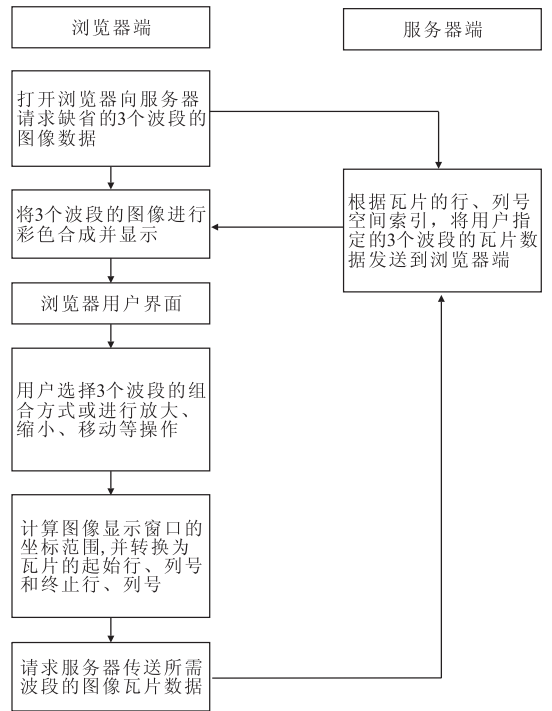 浏览器端
服务器端
打开浏览器向服务器
请求缺省的3个波段的
图像数据
将3个波段的图像进行
彩色合成并显示
根据瓦片的行、列号
空间索引，将用户指
定的3个波段的瓦片数
据发送到浏览器端
浏览器用户界面
用户选择3个波段的组
合方式或进行放大、
缩小、移动等操作
计算图像显示窗口的
坐标范围,并转换为
瓦片的起始行、列号
和终止行、列号
请求服务器传送所需
波段的图像瓦片数据